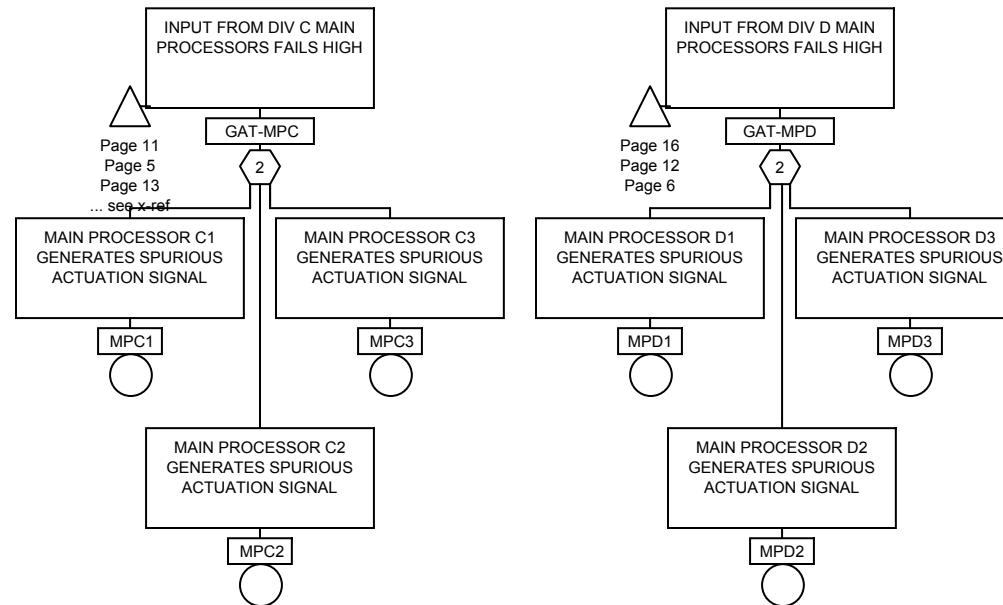 INPUT FROM DIV C MAIN
PROCESSORS FAILS HIGH
GAT-MPC
Page 11
Page 5
Page 13
... see x-ref
2
MAIN PROCESSOR C1
GENERATES SPURIOUS
ACTUATION SIGNAL
MPC1
MAIN PROCESSOR C3
GENERATES SPURIOUS
ACTUATION SIGNAL
MPC3
MAIN PROCESSOR C2
GENERATES SPURIOUS
ACTUATION SIGNAL
MPC2
INPUT FROM DIV D MAIN
PROCESSORS FAILS HIGH
GAT-MPD
Page 16
Page 12
Page 6
2
MAIN PROCESSOR D1
GENERATES SPURIOUS
ACTUATION SIGNAL
MPD1
MAIN PROCESSOR D3
GENERATES SPURIOUS
ACTUATION SIGNAL
MPD3
MAIN PROCESSOR D2
GENERATES SPURIOUS
ACTUATION SIGNAL
MPD2